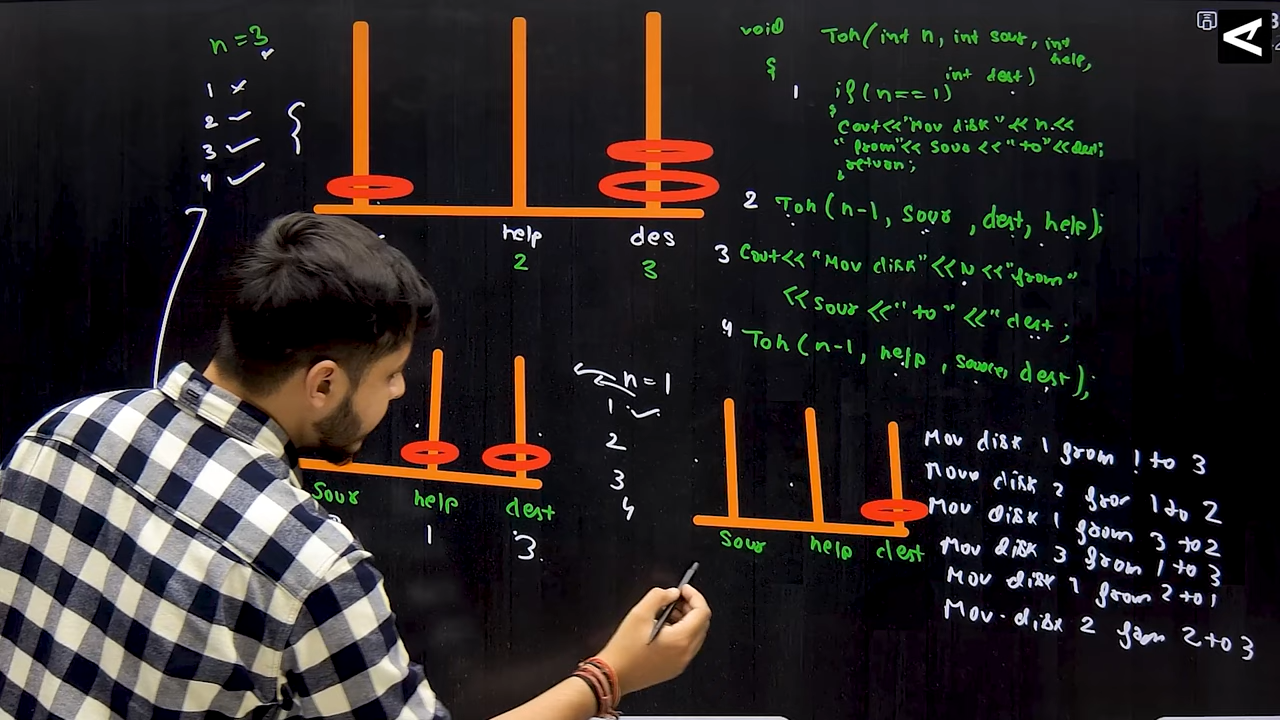 n = 3
1
2
3
4
help
des
2
3
void Toh(int n, int sour, int help,
int dest)
{
1 if (n==1)
{
Cout<<"Mov disk "<< n <<
" from"<< sour <<" to"<<dest;
return;
}
2 Toh(n-1, sour, dest, help);
3 Cout<< "Mov disk" << N <<"from"
<<sour <<" to" <<" dest;
4 Toh(n-1, help, source, dest);
n = 1
1
2
3
4
Sour help dest
1 3
Sour help dest
Mov disk 1 from 1 to 3
Move disk 2 from 1 to 2
Mov disk 1 from 3 to 2
Mov disk 3 from 1 to 3
Mov disk 1 from 2 to 1
Mov disk 2 from 2 to 3